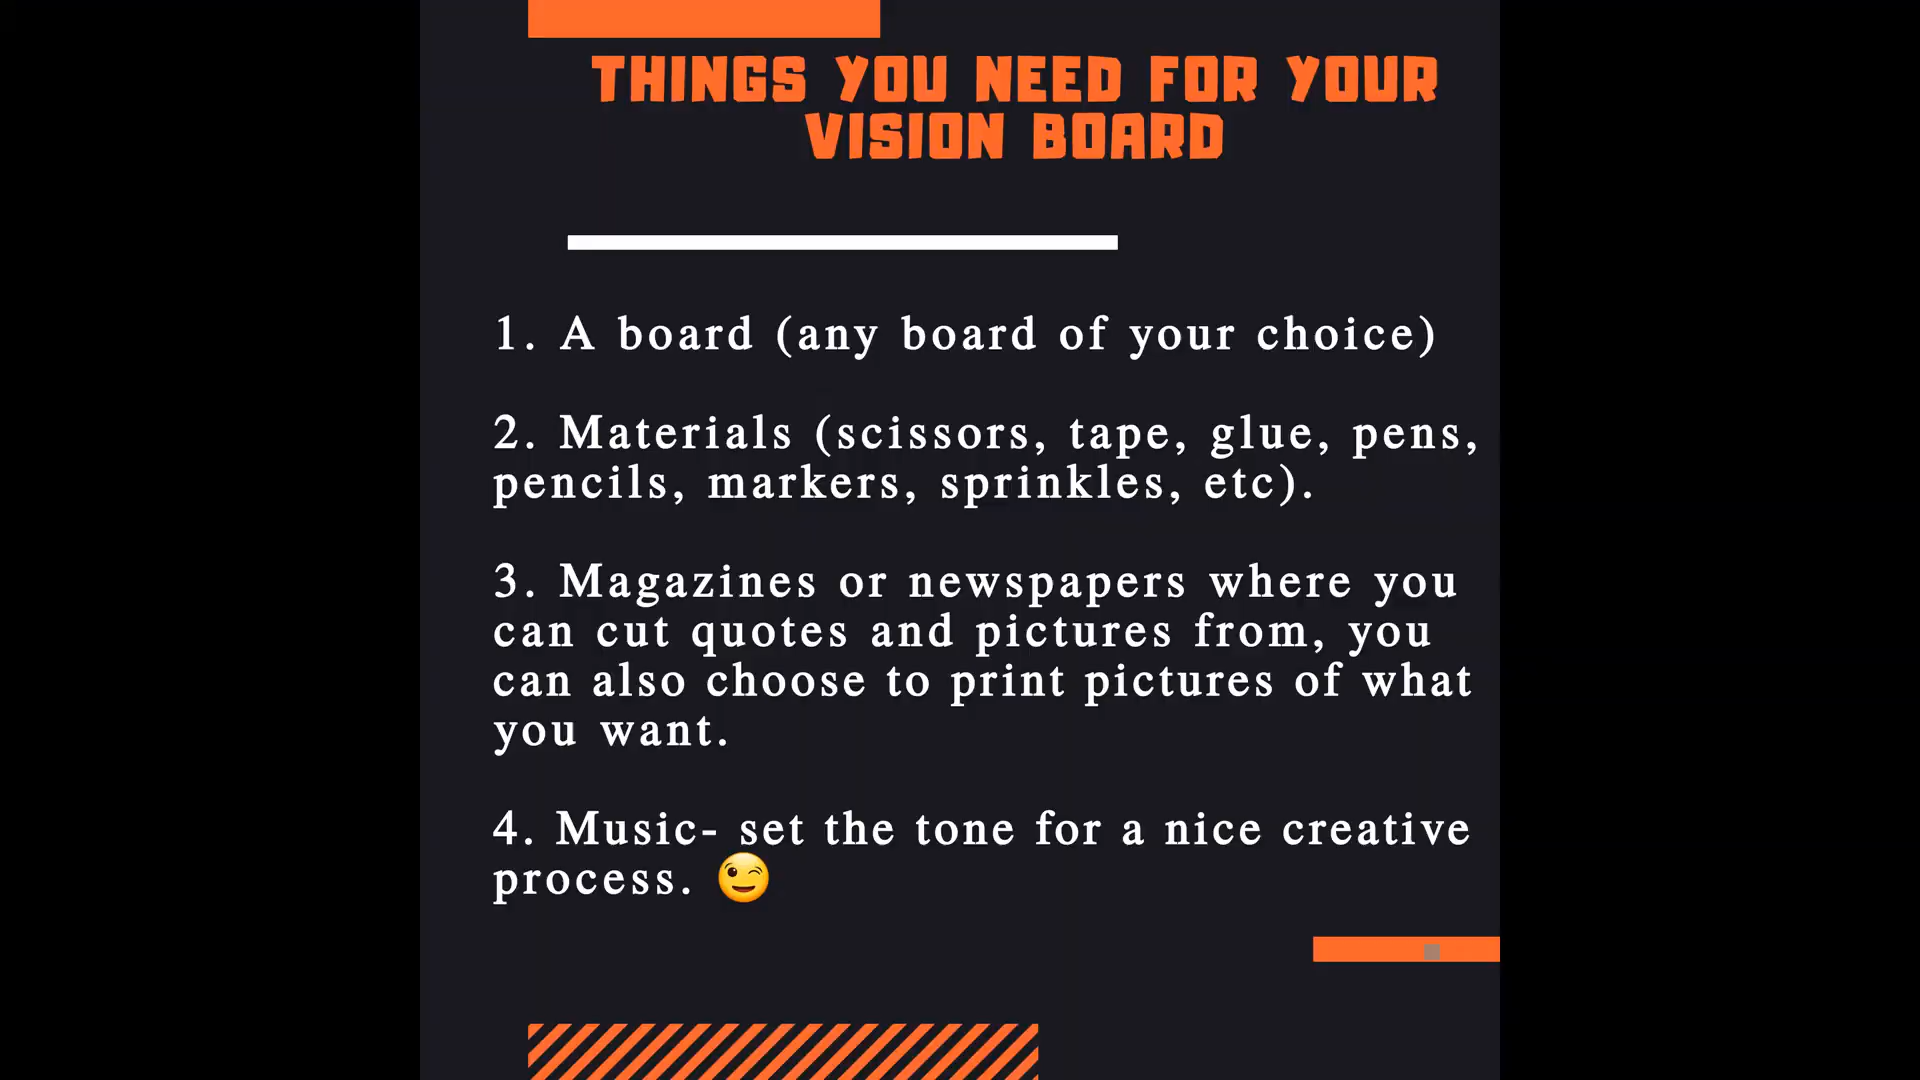 THINGS YOU NEED FOR YOUR
VISION BOARD
1. A board (any board of your choice)
2. Materials (scissors, tape, glue, pens,
pencils, markers, sprinkles, etc).
3. Magazines or newspapers where you
can cut quotes and pictures from, you
can also choose to print pictures of what
you want.
4. Music- set the tone for a nice creative
process. 😉